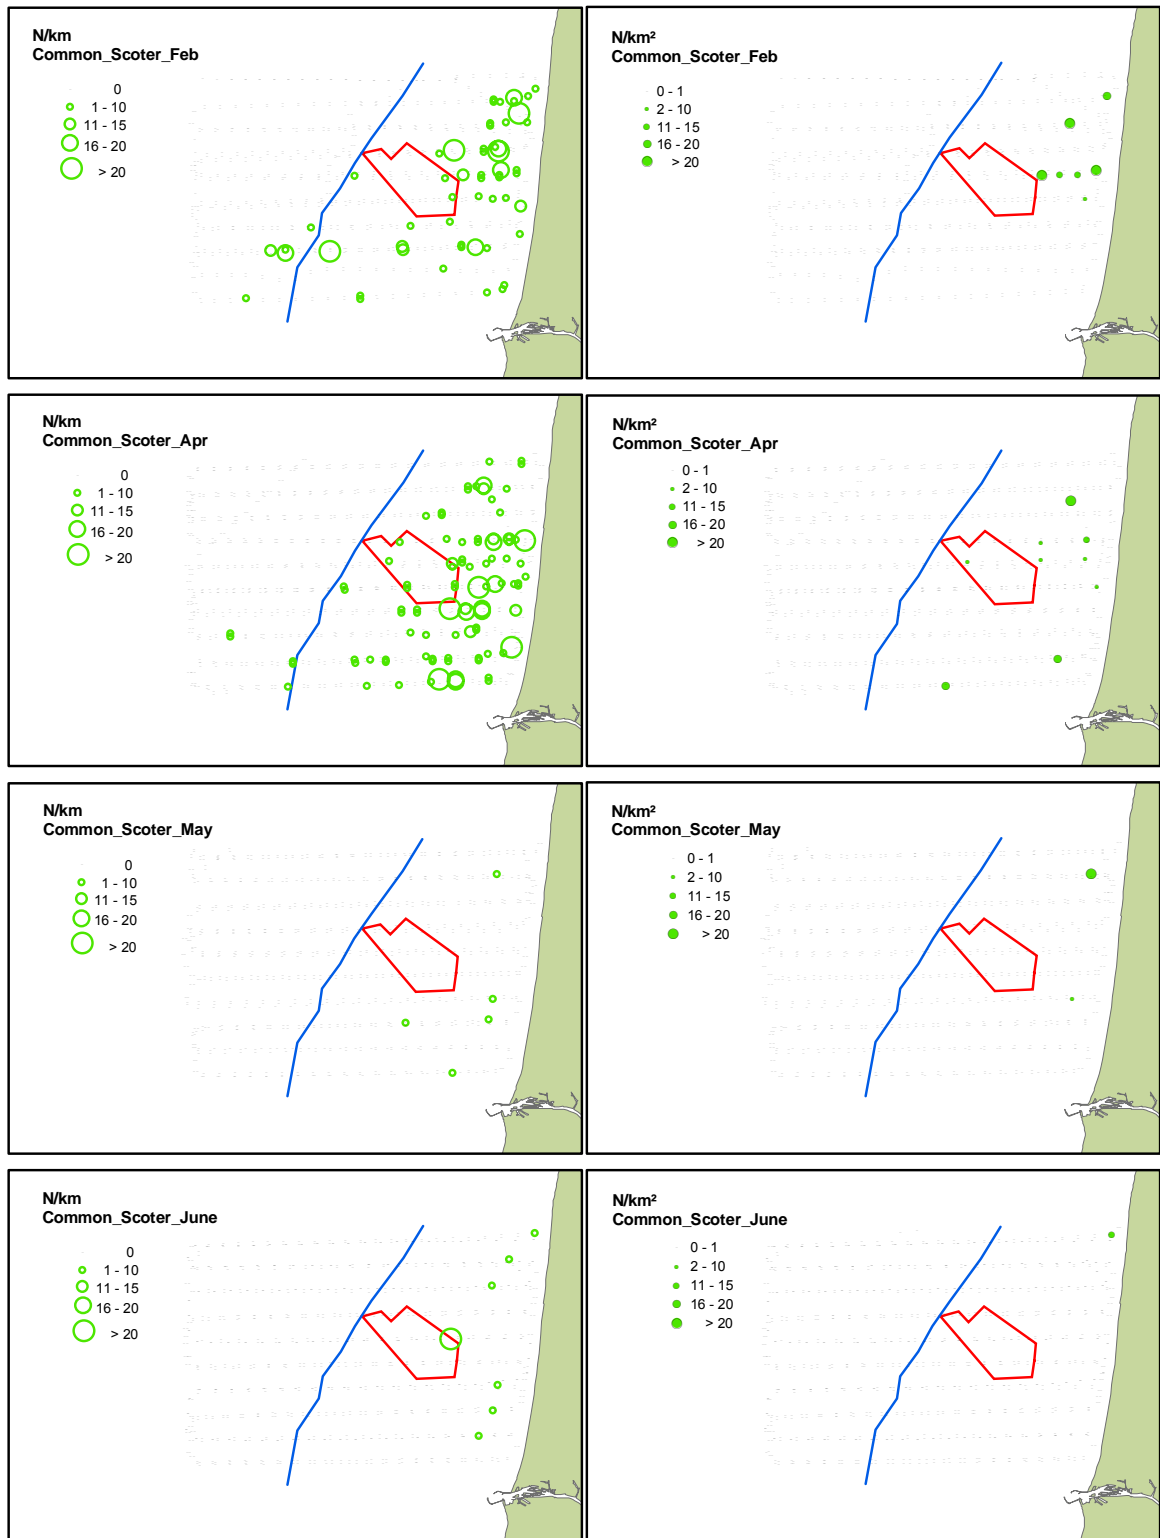 N/km
Common_Scoter_Feb
0
1 - 10
11 - 15
16 - 20
> 20
N/km²
Common_Scoter_Feb
0 - 1
2 - 10
11 - 15
16 - 20
> 20
N/km
Common_Scoter_Apr
0
1 - 10
11 - 15
16 - 20
> 20
N/km²
Common_Scoter_Apr
0 - 1
2 - 10
11 - 15
16 - 20
> 20
N/km
Common_Scoter_May
0
1 - 10
11 - 15
16 - 20
> 20
N/km²
Common_Scoter_May
0 - 1
2 - 10
11 - 15
16 - 20
> 20
N/km
Common_Scoter_June
0
1 - 10
11 - 15
16 - 20
> 20
N/km²
Common_Scoter_June
0 - 1
2 - 10
11 - 15
16 - 20
> 20